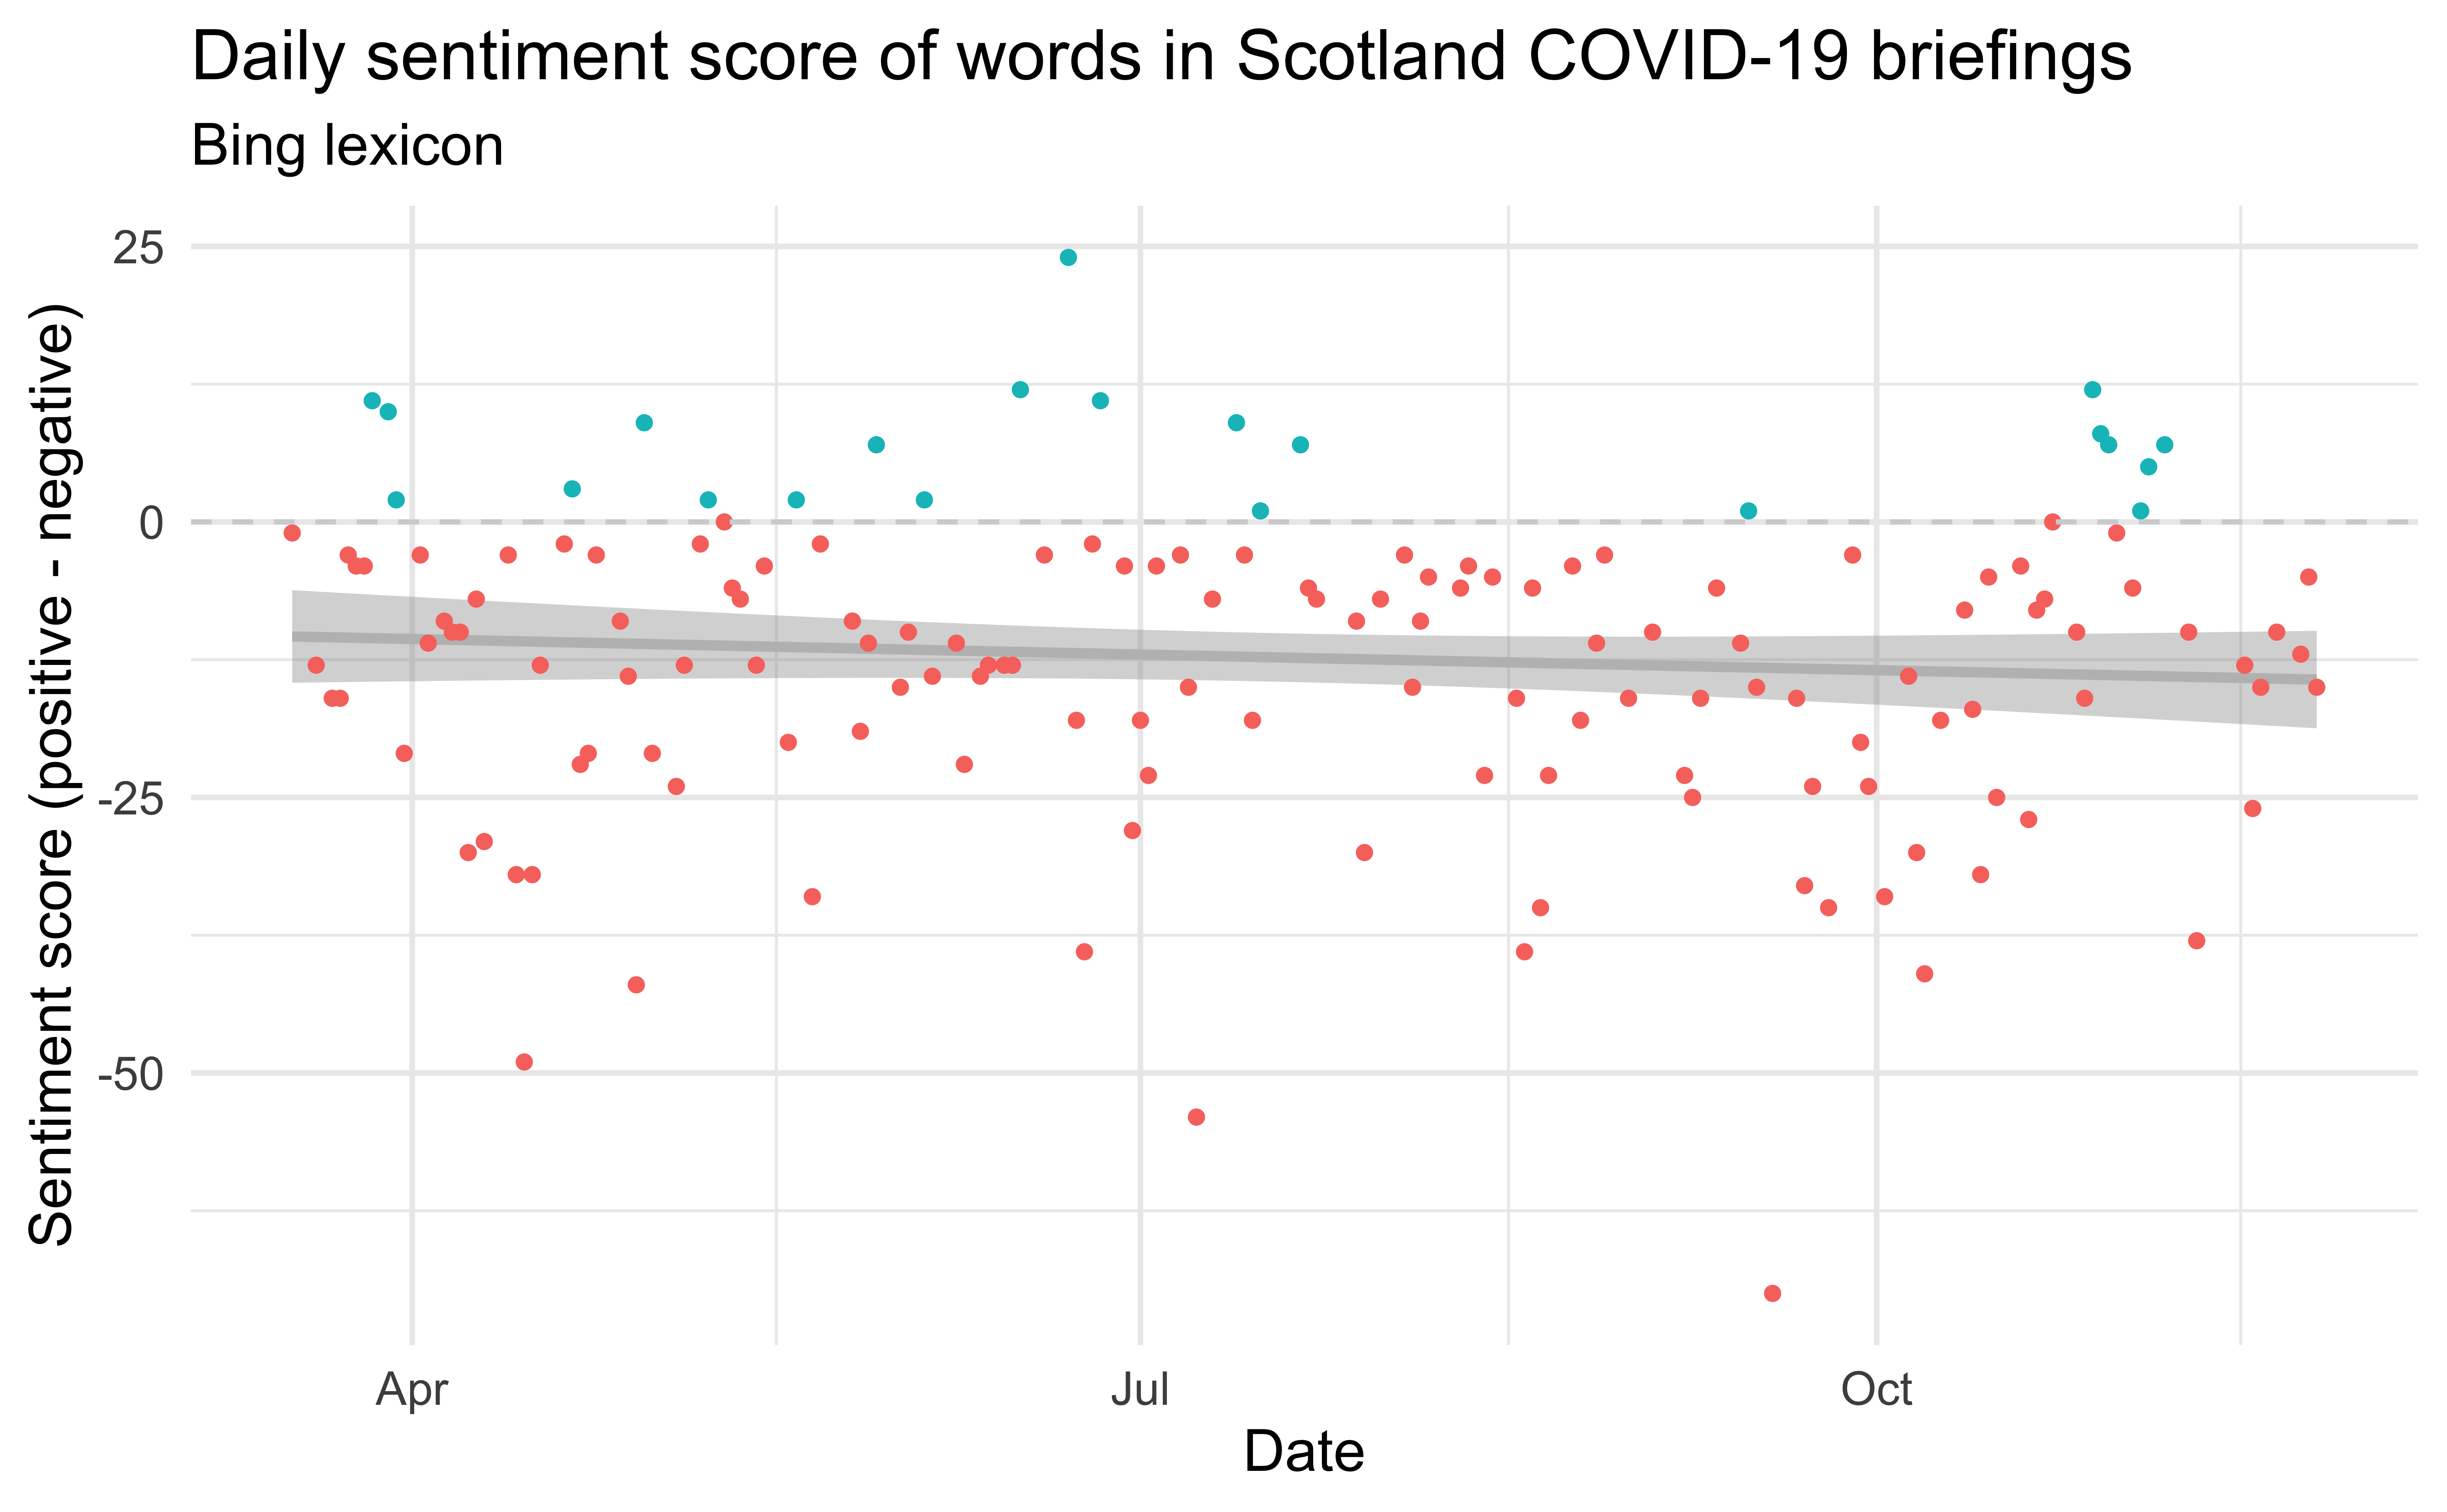 Daily sentiment score of words in Scotland COVID-19 briefings
Bing lexicon
Sentiment score (positive - negative)
25
0
-25
-50
Apr
Jul
Oct
Date